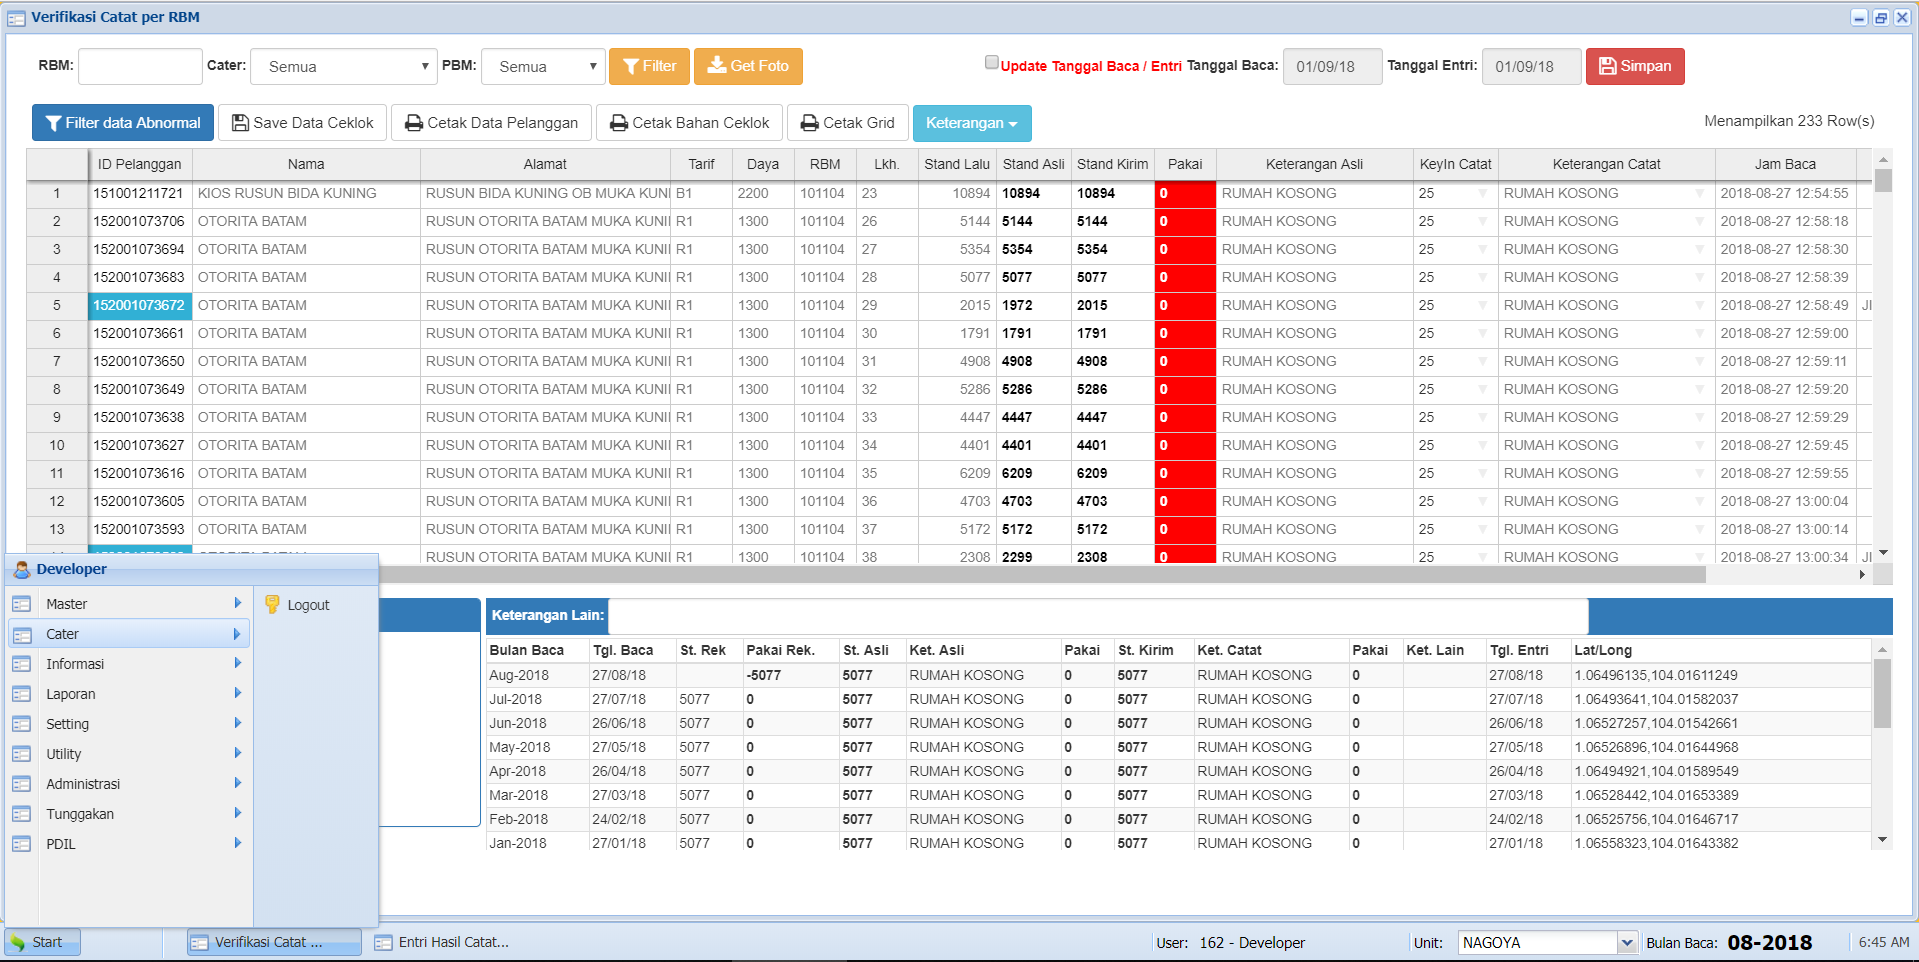 Verifikasi Catat per RBM
RBM: Cater: Semua PBM: Semua Filter Get Foto Update Tanggal Baca / Entri Tanggal Baca: 01/09/18 Tanggal Entri: 01/09/18 Simpan
Filter data Abnormal Save Data Ceklok Cetak Data Pelanggan Cetak Bahan Ceklok Cetak Grid Keterangan Menampilkan 233 Row(s)
ID Pelanggan Nama Alamat Tarif Daya RBM Lkh. Stand Lalu Stand Asli Stand Kirim Pakai Keterangan Asli KeyIn Catat Keterangan Catat Jam Baca
1 151001211721 KIOS RUSUN BIDA KUNING RUSUN BIDA KUNING OB MUKA KUNI B1 2200 101104 23 10894 10894 10894 0 RUMAH KOSONG 25 RUMAH KOSONG 2018-08-27 12:54:55
2 152001073706 OTORITA BATAM RUSUN OTORITA BATAM MUKA KUNI R1 1300 101104 26 5144 5144 5144 0 RUMAH KOSONG 25 RUMAH KOSONG 2018-08-27 12:58:18
3 152001073694 OTORITA BATAM RUSUN OTORITA BATAM MUKA KUNI R1 1300 101104 27 5354 5354 5354 0 RUMAH KOSONG 25 RUMAH KOSONG 2018-08-27 12:58:30
4 152001073683 OTORITA BATAM RUSUN OTORITA BATAM MUKA KUNI R1 1300 101104 28 5077 5077 5077 0 RUMAH KOSONG 25 RUMAH KOSONG 2018-08-27 12:58:39
5 152001073672 OTORITA BATAM RUSUN OTORITA BATAM MUKA KUNI R1 1300 101104 29 2015 1972 2015 0 RUMAH KOSONG 25 RUMAH KOSONG 2018-08-27 12:58:49 JI
6 152001073661 OTORITA BATAM RUSUN OTORITA BATAM MUKA KUNI R1 1300 101104 30 1791 1791 1791 0 RUMAH KOSONG 25 RUMAH KOSONG 2018-08-27 12:59:00
7 152001073650 OTORITA BATAM RUSUN OTORITA BATAM MUKA KUNI R1 1300 101104 31 4908 4908 4908 0 RUMAH KOSONG 25 RUMAH KOSONG 2018-08-27 12:59:11
8 152001073649 OTORITA BATAM RUSUN OTORITA BATAM MUKA KUNI R1 1300 101104 32 5286 5286 5286 0 RUMAH KOSONG 25 RUMAH KOSONG 2018-08-27 12:59:20
9 152001073638 OTORITA BATAM RUSUN OTORITA BATAM MUKA KUNI R1 1300 101104 33 4447 4447 4447 0 RUMAH KOSONG 25 RUMAH KOSONG 2018-08-27 12:59:29
10 152001073627 OTORITA BATAM RUSUN OTORITA BATAM MUKA KUNI R1 1300 101104 34 4401 4401 4401 0 RUMAH KOSONG 25 RUMAH KOSONG 2018-08-27 12:59:45
11 152001073616 OTORITA BATAM RUSUN OTORITA BATAM MUKA KUNI R1 1300 101104 35 6209 6209 6209 0 RUMAH KOSONG 25 RUMAH KOSONG 2018-08-27 12:59:55
12 152001073605 OTORITA BATAM RUSUN OTORITA BATAM MUKA KUNI R1 1300 101104 36 4703 4703 4703 0 RUMAH KOSONG 25 RUMAH KOSONG 2018-08-27 13:00:04
13 152001073593 OTORITA BATAM RUSUN OTORITA BATAM MUKA KUNI R1 1300 101104 37 5172 5172 5172 0 RUMAH KOSONG 25 RUMAH KOSONG 2018-08-27 13:00:14
RUSUN OTORITA BATAM MUKA KUNI R1 1300 101104 38 2308 2299 2308 0 RUMAH KOSONG 25 RUMAH KOSONG 2018-08-27 13:00:34 JI
Developer
Master
Cater
Informasi
Laporan
Setting
Utility
Administrasi
Tunggakan
PDIL
Logout
Keterangan Lain:
Bulan Baca Tgl. Baca St. Rek Pakai Rek. St. Asli Ket. Asli Pakai St. Kirim Ket. Catat Pakai Ket. Lain Tgl. Entri Lat/Long
Aug-2018 27/08/18 -5077 5077 RUMAH KOSONG 0 5077 RUMAH KOSONG 0 27/08/18 1.06496135,104.01611249
Jul-2018 27/07/18 5077 0 5077 RUMAH KOSONG 0 5077 RUMAH KOSONG 0 27/07/18 1.06493641,104.01582037
Jun-2018 26/06/18 5077 0 5077 RUMAH KOSONG 0 5077 RUMAH KOSONG 0 26/06/18 1.06527257,104.01542661
May-2018 27/05/18 5077 0 5077 RUMAH KOSONG 0 5077 RUMAH KOSONG 0 27/05/18 1.06526896,104.01644968
Apr-2018 26/04/18 5077 0 5077 RUMAH KOSONG 0 5077 RUMAH KOSONG 0 26/04/18 1.06494921,104.01589549
Mar-2018 27/03/18 5077 0 5077 RUMAH KOSONG 0 5077 RUMAH KOSONG 0 27/03/18 1.06528442,104.01653389
Feb-2018 24/02/18 5077 0 5077 RUMAH KOSONG 0 5077 RUMAH KOSONG 0 24/02/18 1.06525756,104.01646717
Jan-2018 27/01/18 5077 0 5077 RUMAH KOSONG 0 5077 RUMAH KOSONG 0 27/01/18 1.06558323,104.01643382
Start Verifikasi Catat ... Entri Hasil Catat... User: 162 - Developer Unit: NAGOYA Bulan Baca: 08-2018 6:45 AM